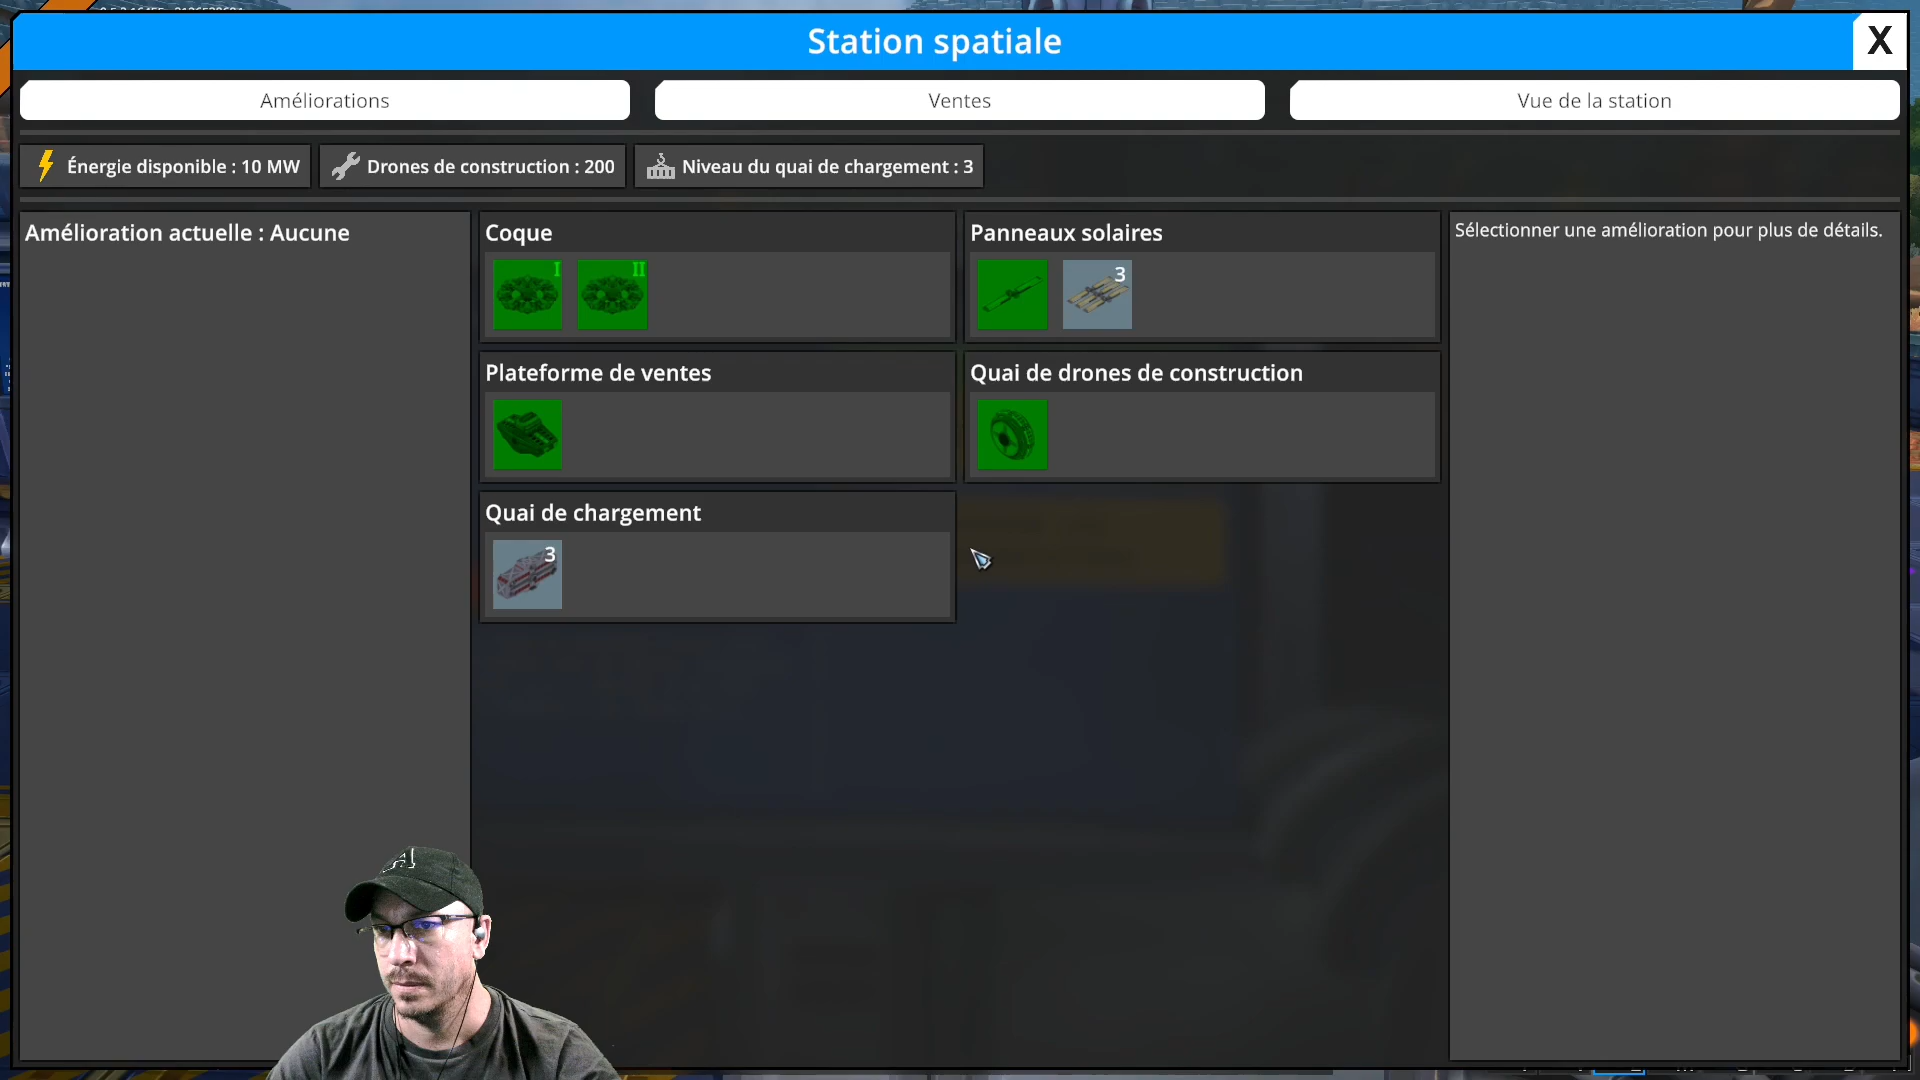 Station spatiale
X
Améliorations
Ventes
Vue de la station
Énergie disponible : 10 MW
Drones de construction : 200
Niveau du quai de chargement : 3
Amélioration actuelle : Aucune
Coque
I
II
Panneaux solaires
3
Sélectionner une amélioration pour plus de détails.
Plateforme de ventes
Quai de drones de construction
Quai de chargement
3